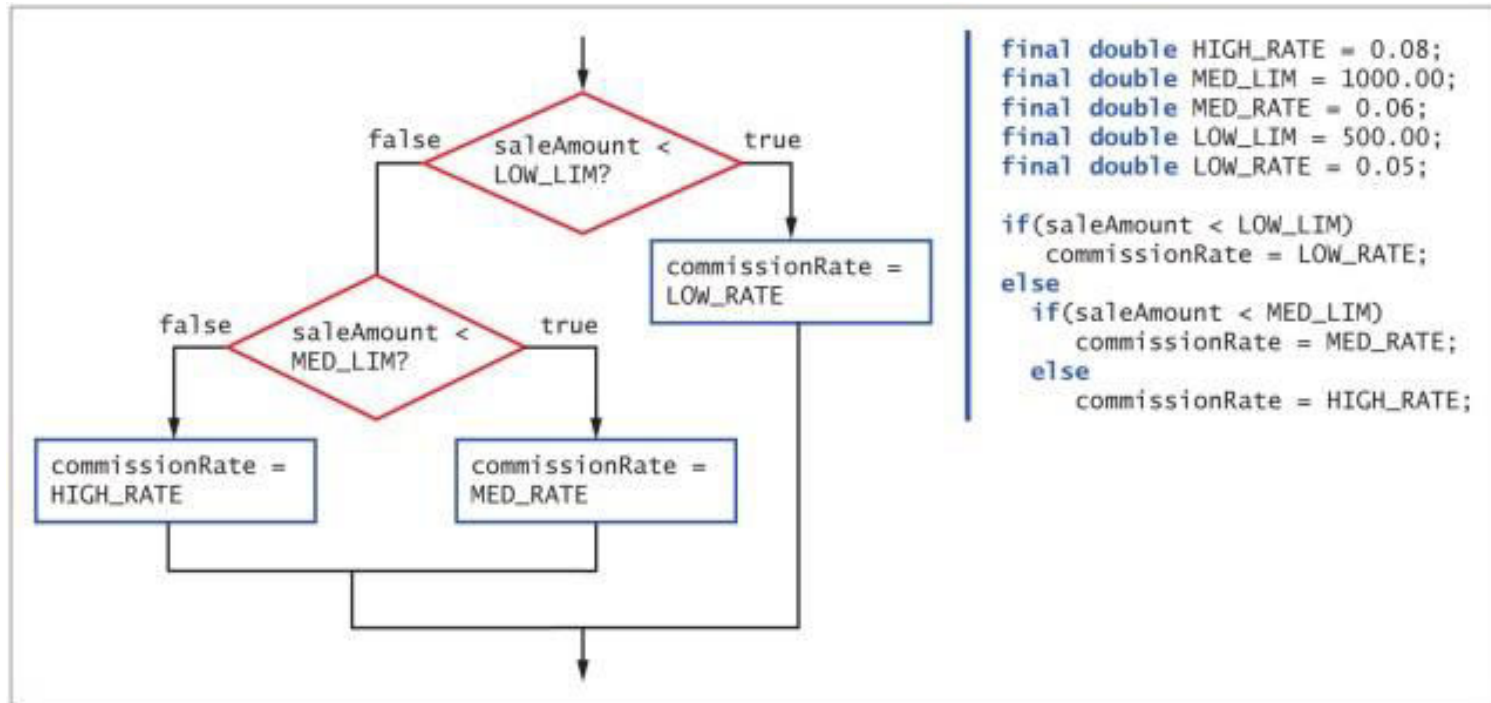 false
saleAmount <
LOW_LIM?
true
commissionRate =
LOW_RATE
false
saleAmount <
MED_LIM?
true
commissionRate =
HIGH_RATE
commissionRate =
MED_RATE
final double HIGH_RATE = 0.08;
final double MED_LIM = 1000.00;
final double MED_RATE = 0.06;
final double LOW_LIM = 500.00;
final double LOW_RATE = 0.05;
if(saleAmount < LOW_LIM)
   commissionRate = LOW_RATE;
else
  if(saleAmount < MED_LIM)
     commissionRate = MED_RATE;
  else
     commissionRate = HIGH_RATE;